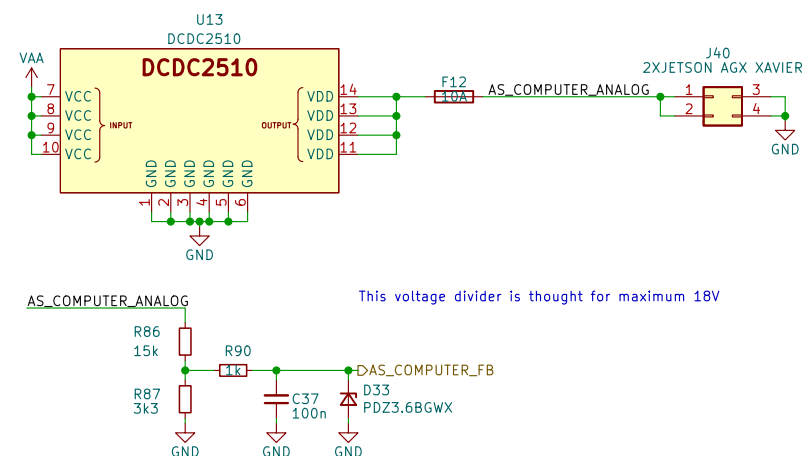 U13
DCDC2510
VAA
DCDC2510
7 VCC VDD 14
8 VCC VDD 13
INPUT OUTPUT
9 VCC VDD 12
10 VCC VDD 11
GND GND GND GND GND GND
1 2 3 4 5 6
GND
F12
10A
AS_COMPUTER_ANALOG
J40
2XJETSON AGX XAVIER
1 3
2 4
GND
This voltage divider is thought for maximum 18V
AS_COMPUTER_ANALOG
R86
15k
R90
1k
AS_COMPUTER_FB
R87
3k3
C37
100n
D33
PDZ3.6BGWX
GND GND GND